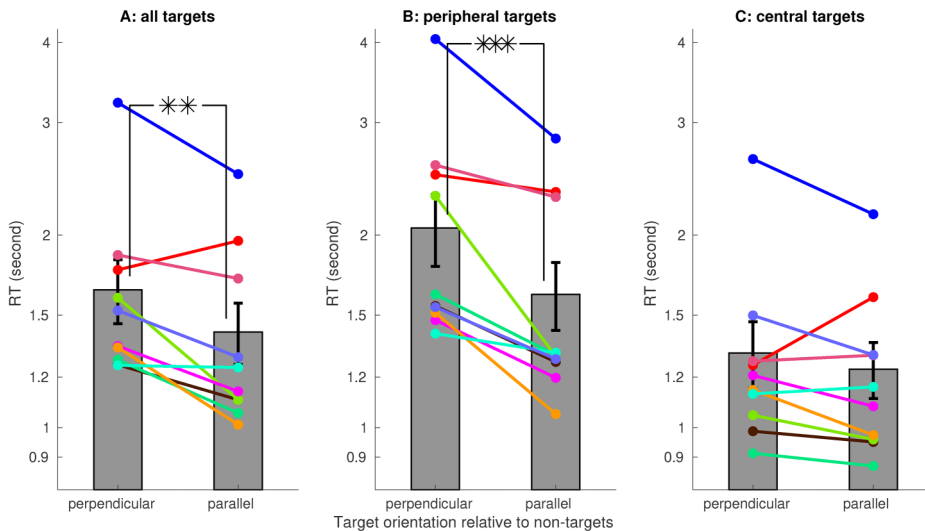 A: all targets
B: peripheral targets
C: central targets
RT (second)
4
3
2
1.5
1.2
1
0.9
RT (second)
4
3
2
1.5
1.2
1
0.9
RT (second)
4
3
2
1.5
1.2
1
0.9
perpendicular
parallel
perpendicular
parallel
perpendicular
parallel
Target orientation relative to non-targets